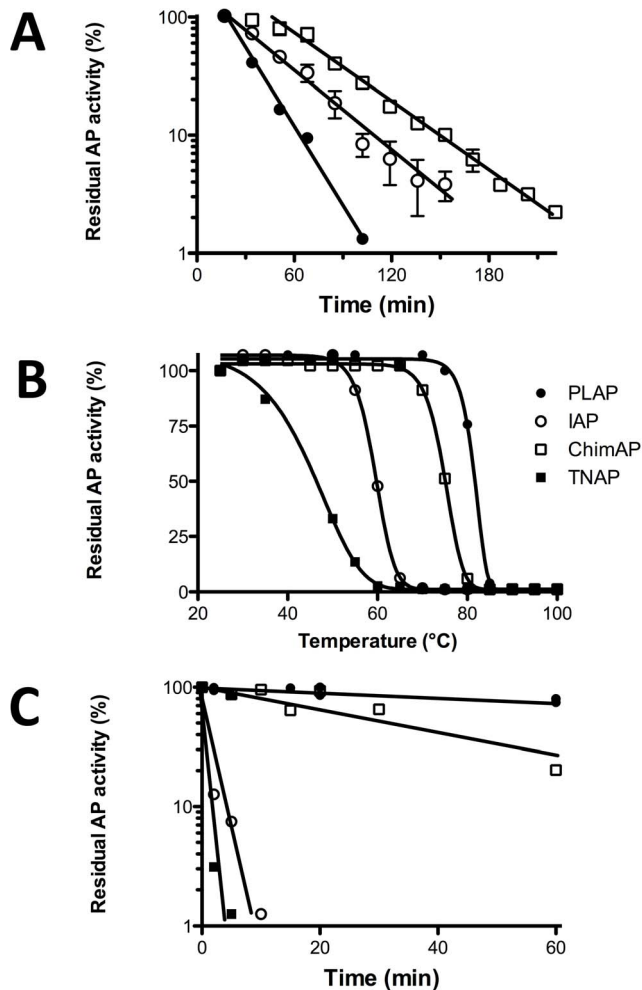 A
Residual AP activity (%)
100
10
1
0
60
120
180
Time (min)
B
Residual AP activity (%)
100
75
50
25
0
20
40
60
80
100
Temperature (°C)
PLAP
IAP
ChimAP
TNAP
C
Residual AP activity (%)
100
10
1
0
20
40
60
Time (min)